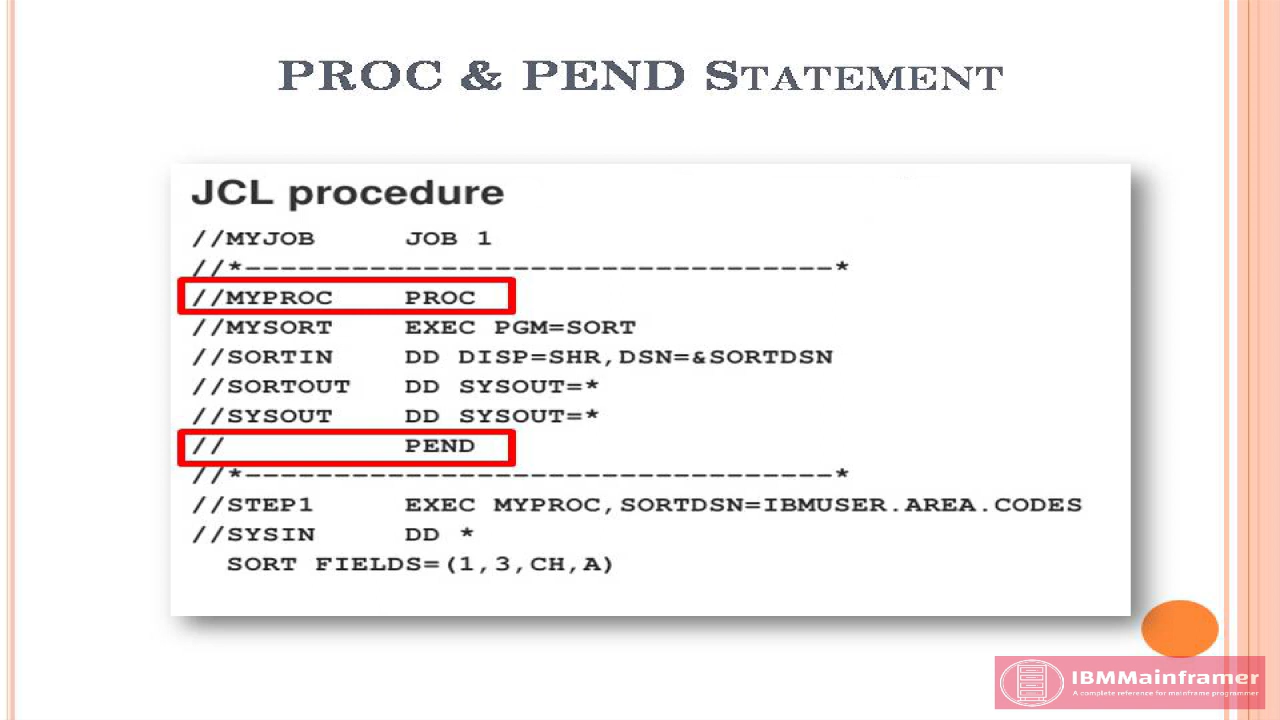 PROC & PEND STATEMENT
JCL procedure
//MYJOB JOB 1
//*---------------------------------*
//MYPROC PROC
//MYSORT EXEC PGM=SORT
//SORTIN DD DISP=SHR,DSN=&SORTDSN
//SORTOUT DD SYSOUT=*
//SYSOUT DD SYSOUT=*
// PEND
//*---------------------------------*
//STEP1 EXEC MYPROC,SORTDSN=IBMUSER.AREA.CODES
//SYSIN DD *
SORT FIELDS=(1,3,CH,A)
IBMMainframer
A complete reference for mainframe programmer